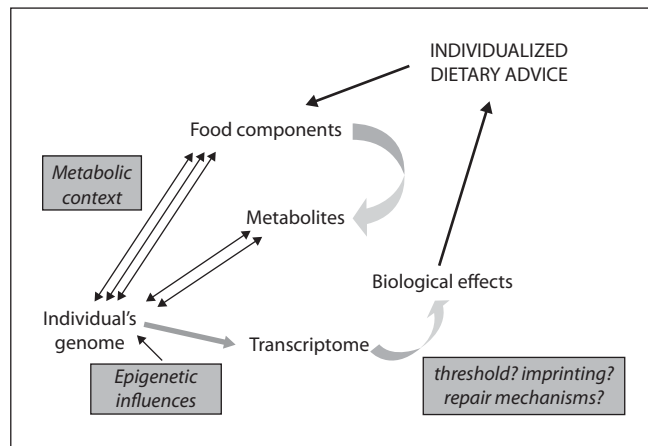 INDIVIDUALIZED
DIETARY ADVICE
Food components
Metabolic
context
Metabolites
Biological effects
Individual's
genome
Transcriptome
Epigenetic
influences
threshold? imprinting?
repair mechanisms?